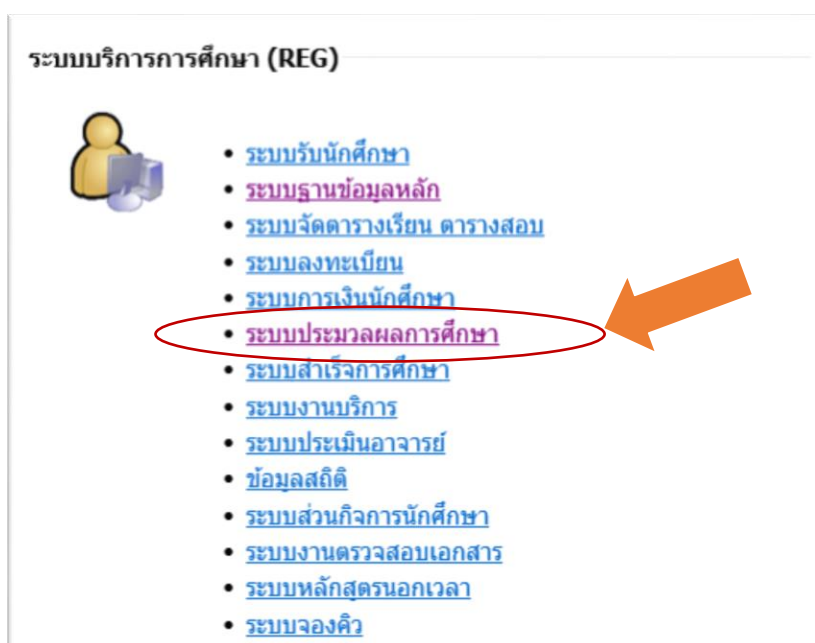 ระบบบริการการศึกษา (REG)
ระบบรับนักศึกษา
ระบบฐานข้อมูลหลัก
ระบบจัดตารางเรียน ตารางสอบ
ระบบลงทะเบียน
ระบบการเงินนักศึกษา
ระบบประมวลผลการศึกษา
ระบบสำเร็จการศึกษา
ระบบงานบริการ
ระบบประเมินอาจารย์
ข้อมูลสถิติ
ระบบส่วนกิจการนักศึกษา
ระบบงานตรวจสอบเอกสาร
ระบบหลักสูตรนอกเวลา
ระบบจองคิว